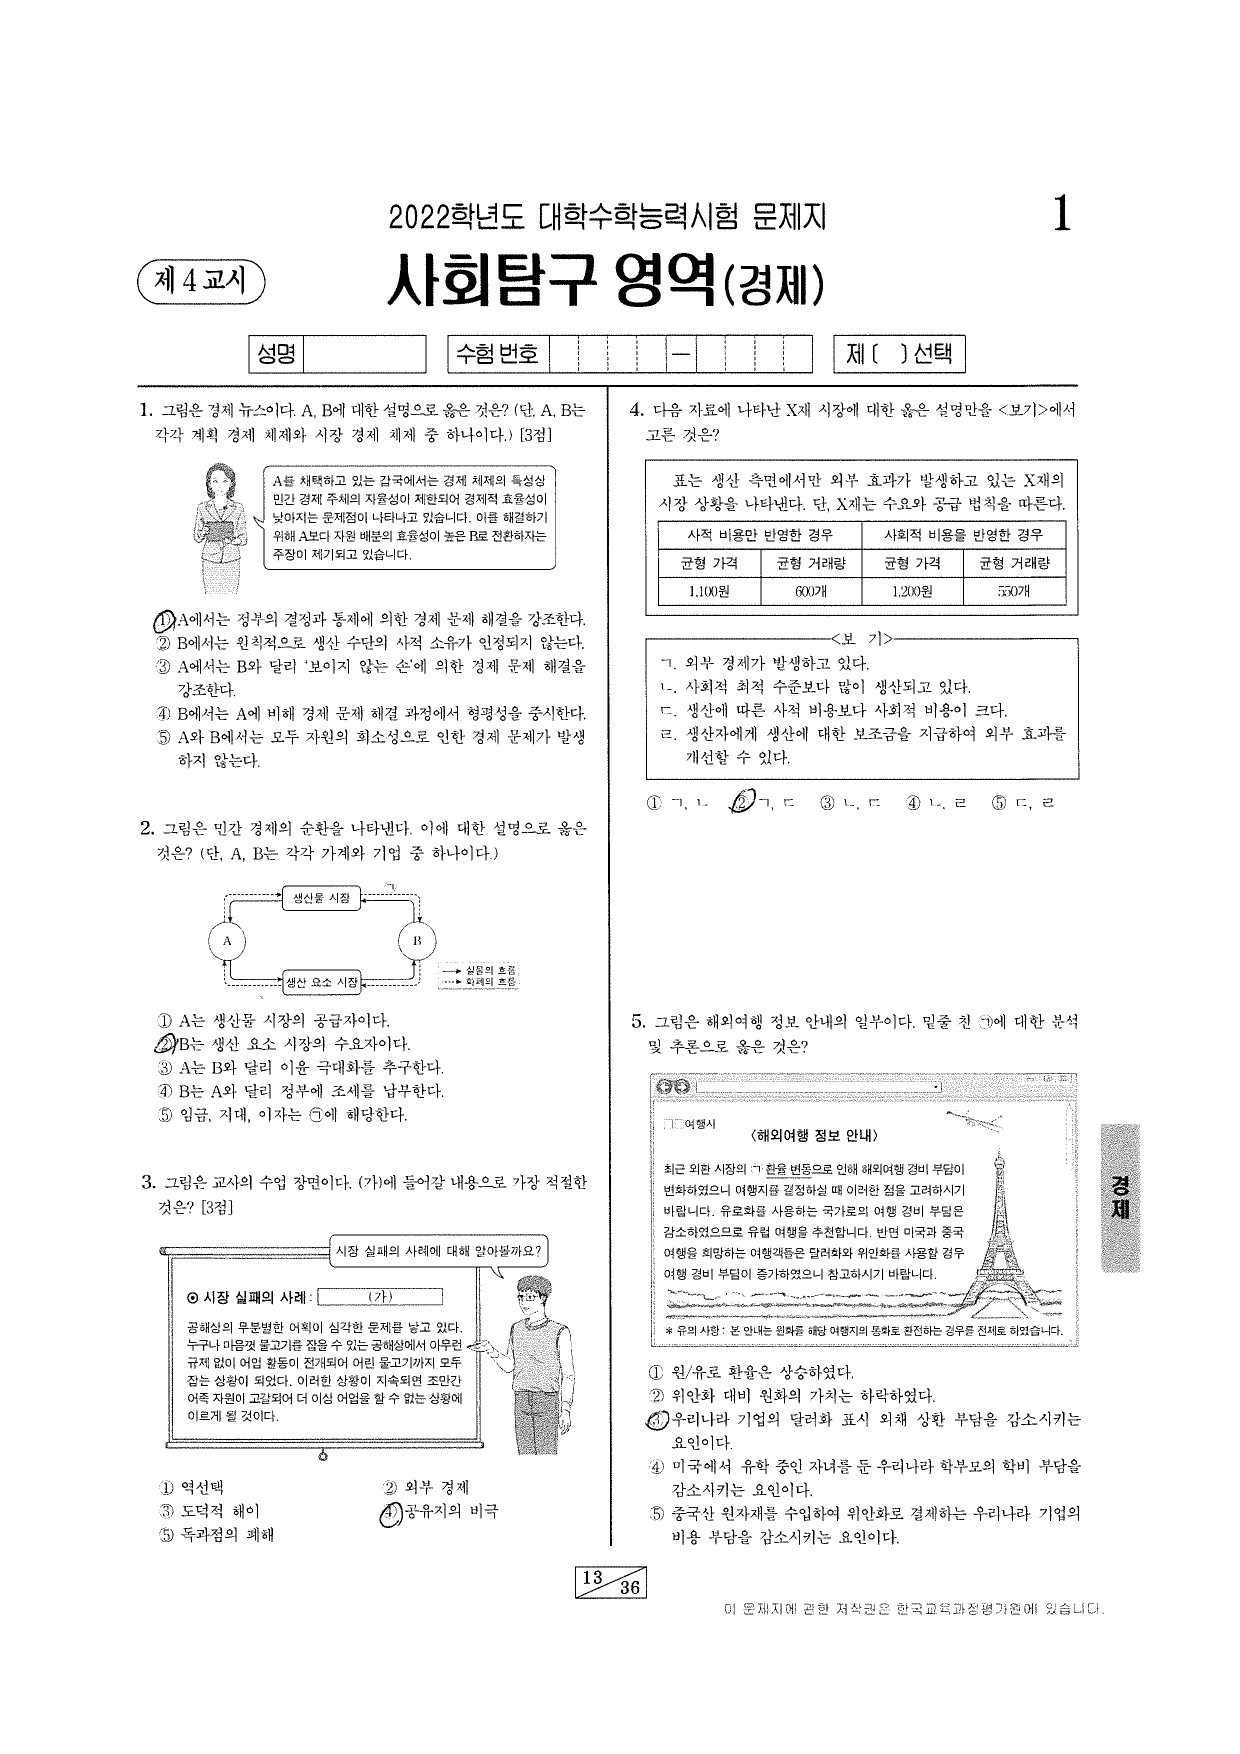 2022학년도 대학수학능력시험 문제지
1
제 4 교시
사회탐구 영역(경제)
성명
수험 번호
—
제 ( ) 선택
1. 그림은 경제 뉴스이다. A, B에 대한 설명으로 옳은 것은? (단, A, B는
각각 계획 경제 체제와 시장 경제 체제 중 하나이다.) [3점]
A를 채택하고 있는 갑국에서는 경제 체제의 특성상
민간 경제 주체의 자율성이 제한되어 경제적 효율성이
낮아지는 문제점이 나타나고 있습니다. 이를 해결하기
위해 A보다 자원 배분의 효율성이 높은 B로 전환하자는
주장이 제기되고 있습니다.
① A에서는 정부의 결정과 통제에 의한 경제 문제 해결을 강조한다.
② B에서는 원칙적으로 생산 수단의 사적 소유가 인정되지 않는다.
③ A에서는 B와 달리 '보이지 않는 손'에 의한 경제 문제 해결을
강조한다.
④ B에서는 A에 비해 경제 문제 해결 과정에서 형평성을 중시한다.
⑤ A와 B에서는 모두 자원의 희소성으로 인한 경제 문제가 발생
하지 않는다.
2. 그림은 민간 경제의 순환을 나타낸다. 이에 대한 설명으로 옳은
것은? (단, A, B는 각각 가계와 기업 중 하나이다.)
㉠
생산물 시장
A
B
생산 요소 시장
실물의 흐름
화폐의 흐름
① A는 생산물 시장의 공급자이다.
② B는 생산 요소 시장의 수요자이다.
③ A는 B와 달리 이윤 극대화를 추구한다.
④ B는 A와 달리 정부에 조세를 납부한다.
⑤ 임금, 지대, 이자는 ㉠에 해당한다.
3. 그림은 교사의 수업 장면이다. (가)에 들어갈 내용으로 가장 적절한
것은? [3점]
시장 실패의 사례에 대해 알아볼까요?
◉ 시장 실패의 사례 : (가)
공해상의 무분별한 어획이 심각한 문제를 낳고 있다.
누구나 마음껏 물고기를 잡을 수 있는 공해상에서 아무런
규제 없이 어업 활동이 전개되어 어린 물고기까지 모두
잡는 상황이 되었다. 이러한 상황이 지속되면 조만간
어족 자원이 고갈되어 더 이상 어업을 할 수 없는 상황에
이르게 될 것이다.
① 역선택
② 외부 경제
③ 도덕적 해이
④ 공유지의 비극
⑤ 독과점의 폐해
4. 다음 자료에 나타난 X재 시장에 대한 옳은 설명만을 <보기>에서
고른 것은?
표는 생산 측면에서만 외부 효과가 발생하고 있는 X재의
시장 상황을 나타낸다. 단, X재는 수요와 공급 법칙을 따른다.
사적 비용만 반영한 경우 사회적 비용을 반영한 경우
균형 가격 균형 거래량 균형 가격 균형 거래량
1,100원 600개 1,200원 550개
<보 기>
ㄱ. 외부 경제가 발생하고 있다.
ㄴ. 사회적 최적 수준보다 많이 생산되고 있다.
ㄷ. 생산에 따른 사적 비용보다 사회적 비용이 크다.
ㄹ. 생산자에게 생산에 대한 보조금을 지급하여 외부 효과를
개선할 수 있다.
① ㄱ, ㄴ ② ㄱ, ㄷ ③ ㄴ, ㄷ ④ ㄴ, ㄹ ⑤ ㄷ, ㄹ
5. 그림은 해외여행 정보 안내의 일부이다. 밑줄 친 ㉠에 대한 분석
및 추론으로 옳은 것은?
□□여행사
〈해외여행 정보 안내〉
최근 외환 시장의 ㉠ 환율 변동으로 인해 해외여행 경비 부담이
변화하였으니 여행지를 결정하실 때 이러한 점을 고려하시기
바랍니다. 유로화를 사용하는 국가로의 여행 경비 부담은
감소하였으므로 유럽 여행을 추천합니다. 반면 미국과 중국
여행을 희망하는 여행객들은 달러화와 위안화를 사용할 경우
여행 경비 부담이 증가하였으니 참고하시기 바랍니다.
* 유의 사항 : 본 안내는 원화를 해당 여행지의 통화로 환전하는 경우를 전제로 하였습니다.
① 원/유로 환율은 상승하였다.
② 위안화 대비 원화의 가치는 하락하였다.
③ 우리나라 기업의 달러화 표시 외채 상환 부담을 감소시키는
요인이다.
④ 미국에서 유학 중인 자녀를 둔 우리나라 학부모의 학비 부담을
감소시키는 요인이다.
⑤ 중국산 원자재를 수입하여 위안화로 결제하는 우리나라 기업의
비용 부담을 감소시키는 요인이다.
경제
13
36
이 문제지에 관한 저작권은 한국교육과정평가원에 있습니다.